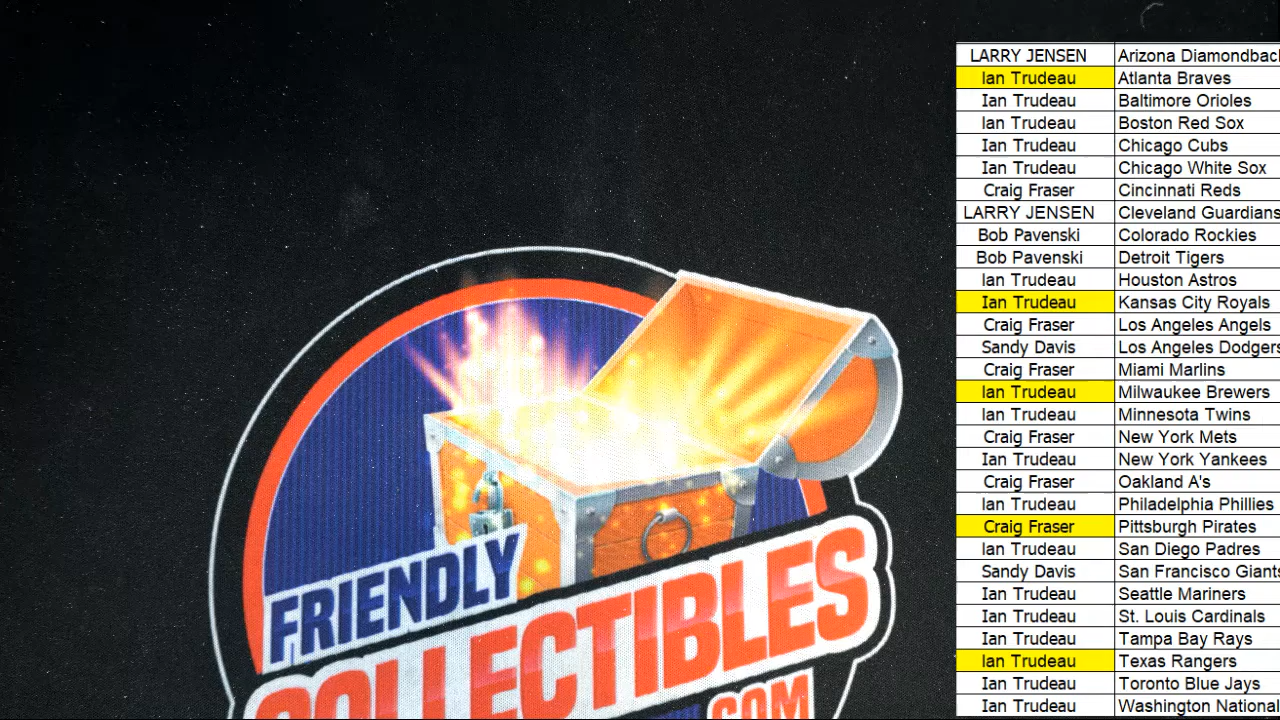 LARRY JENSEN Arizona Diamondbac
Ian Trudeau Atlanta Braves
Ian Trudeau Baltimore Orioles
Ian Trudeau Boston Red Sox
Ian Trudeau Chicago Cubs
Ian Trudeau Chicago White Sox
Craig Fraser Cincinnati Reds
LARRY JENSEN Cleveland Guardians
Bob Pavenski Colorado Rockies
Bob Pavenski Detroit Tigers
Ian Trudeau Houston Astros
Ian Trudeau Kansas City Royals
Craig Fraser Los Angeles Angels
Sandy Davis Los Angeles Dodgers
Craig Fraser Miami Marlins
Ian Trudeau Milwaukee Brewers
Ian Trudeau Minnesota Twins
Craig Fraser New York Mets
Ian Trudeau New York Yankees
Craig Fraser Oakland A's
Ian Trudeau Philadelphia Phillies
Craig Fraser Pittsburgh Pirates
Ian Trudeau San Diego Padres
Sandy Davis San Francisco Giants
Ian Trudeau Seattle Mariners
Ian Trudeau St. Louis Cardinals
Ian Trudeau Tampa Bay Rays
Ian Trudeau Texas Rangers
Ian Trudeau Toronto Blue Jays
Ian Trudeau Washington National
FRIENDLY
COLLECTIBLES
.COM